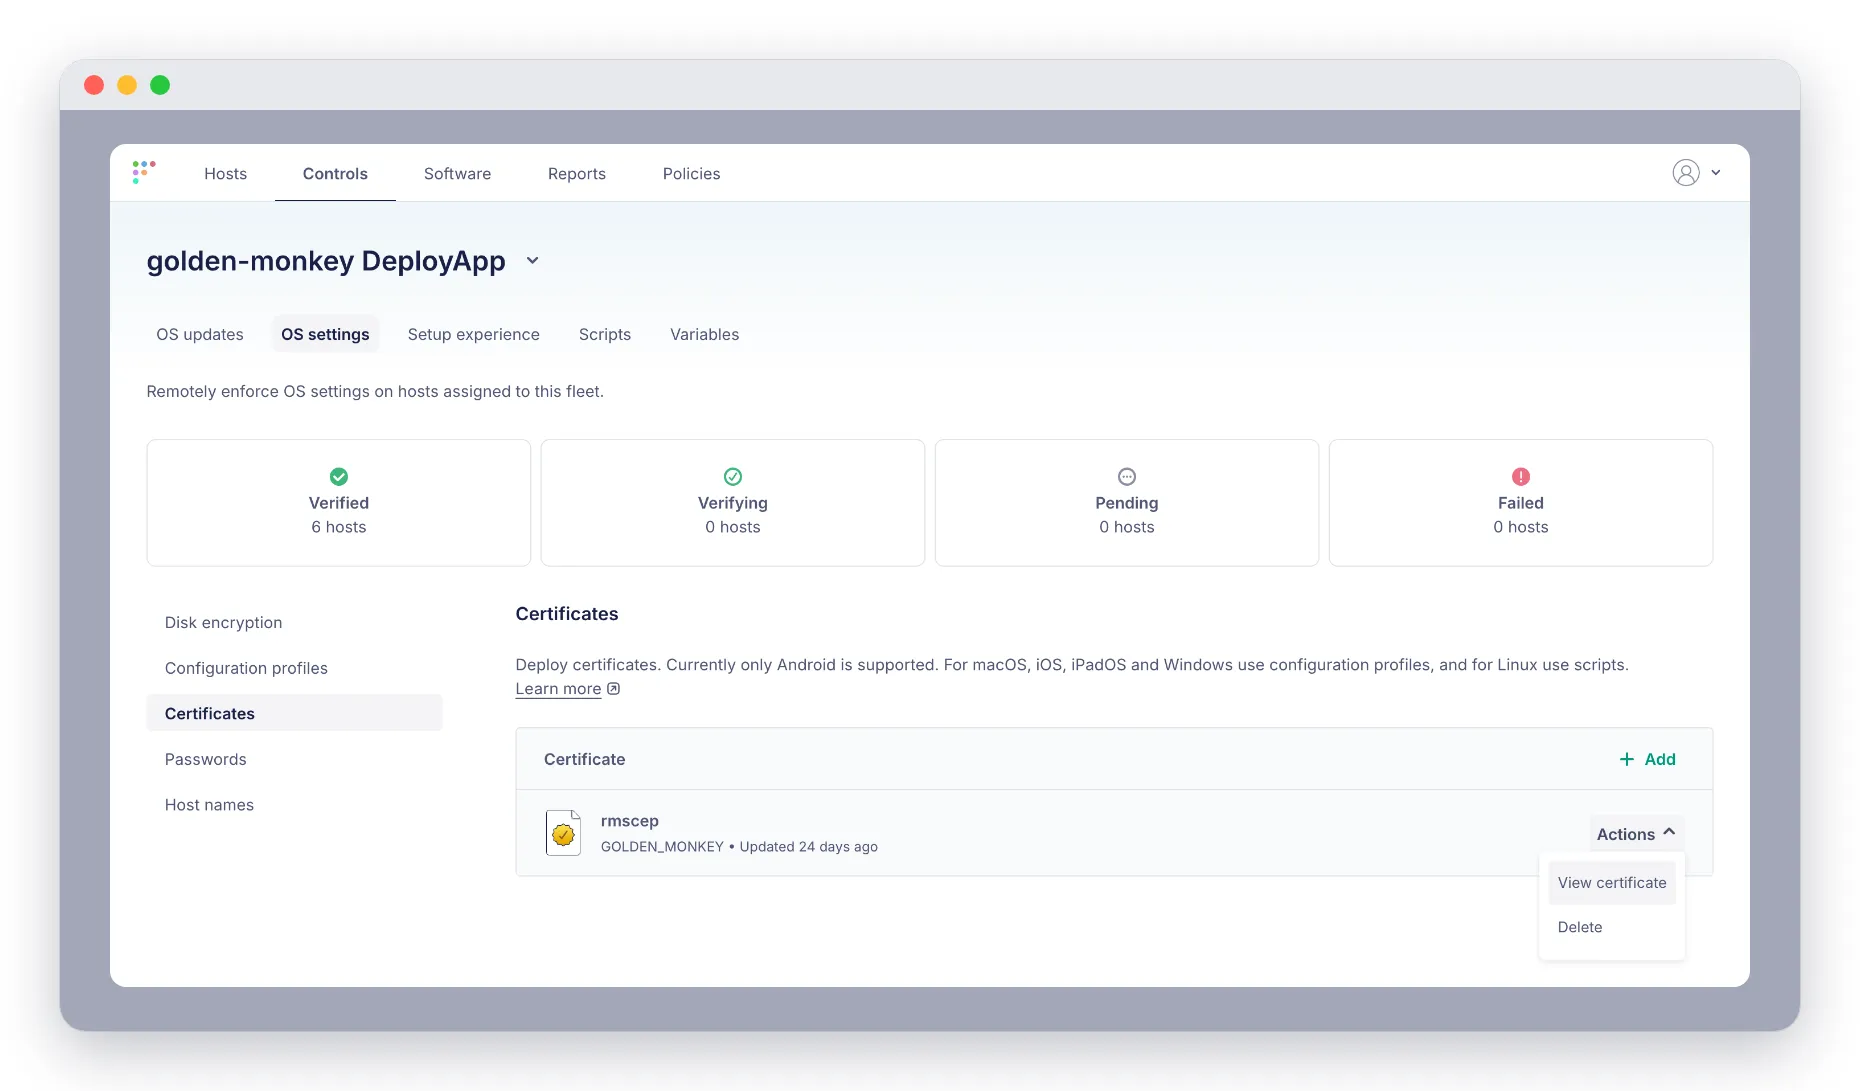 Hosts
Controls
Software
Reports
Policies
golden-monkey DeployApp
OS updates
OS settings
Setup experience
Scripts
Variables
Remotely enforce OS settings on hosts assigned to this fleet.
Verified
6 hosts
Verifying
0 hosts
Pending
0 hosts
Failed
0 hosts
Disk encryption
Configuration profiles
Certificates
Passwords
Host names
Certificates
Deploy certificates. Currently only Android is supported. For macOS, iOS, iPadOS and Windows use configuration profiles, and for Linux use scripts.
Learn more
Certificate
+ Add
rmscep
GOLDEN_MONKEY • Updated 24 days ago
Actions
View certificate
Delete